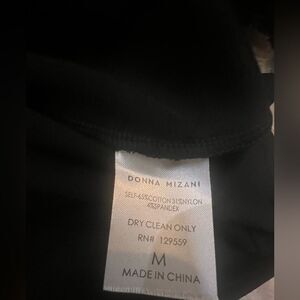 DONNA MIZANI
SELF-65%COTTON 31%NYLON
4%SPANDEX
DRY CLEAN ONLY
RN# 129559
M
MADE IN CHINA